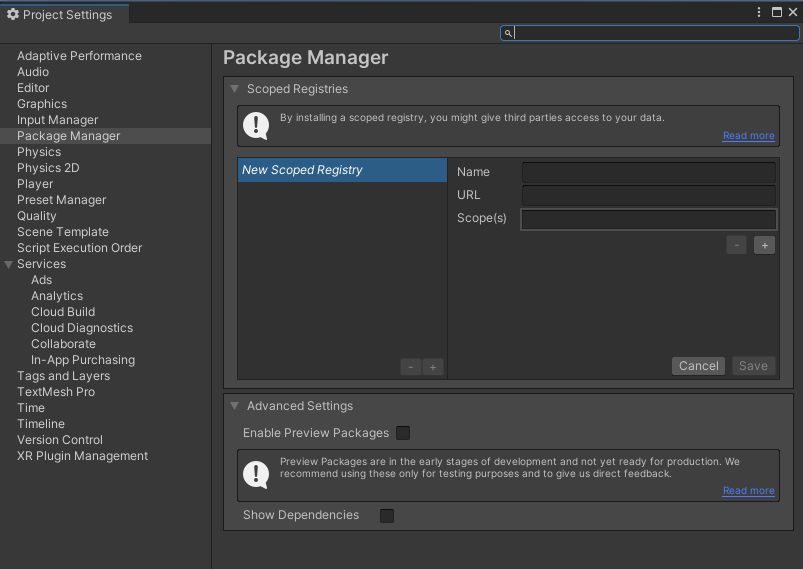 Project Settings
Adaptive Performance
Audio
Editor
Graphics
Input Manager
Package Manager
Physics
Physics 2D
Player
Preset Manager
Quality
Scene Template
Script Execution Order
Services
Ads
Analytics
Cloud Build
Cloud Diagnostics
Collaborate
In-App Purchasing
Tags and Layers
TextMesh Pro
Time
Timeline
Version Control
XR Plugin Management
Package Manager
Scoped Registries
By installing a scoped registry, you might give third parties access to your data.
Read more
New Scoped Registry
Name
URL
Scope(s)
- +
- +
Cancel Save
Advanced Settings
Enable Preview Packages
Preview Packages are in the early stages of development and not yet ready for production. We
recommend using these only for testing purposes and to give us direct feedback.
Read more
Show Dependencies